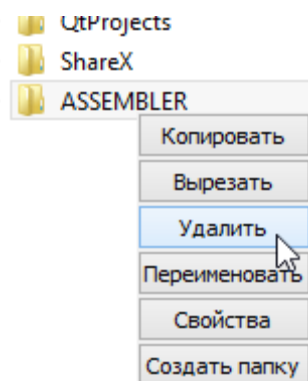 QtProjects
ShareX
ASSEMBLER
Копировать
Вырезать
Удалить
Переименовать
Свойства
Создать папку